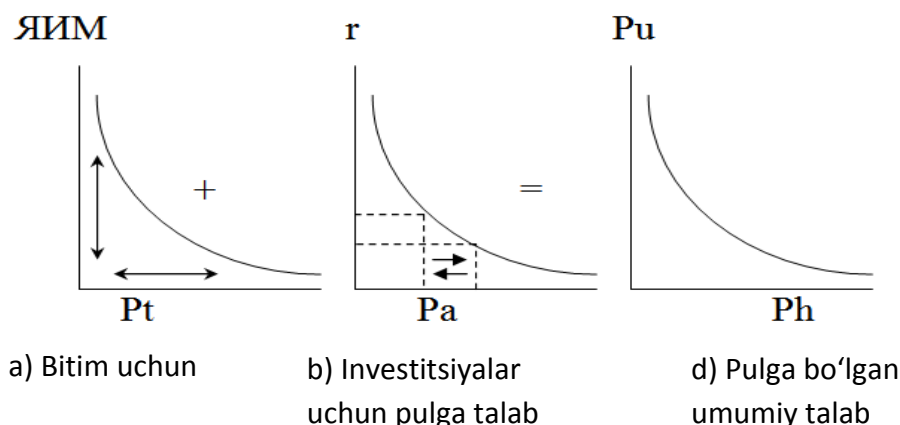 ЯИМ r Pu
+ =
Pt Pa Ph
a) Bitim uchun b) Investitsiyalar d) Pulga bo‘lgan
uchun pulga talab umumiy talab